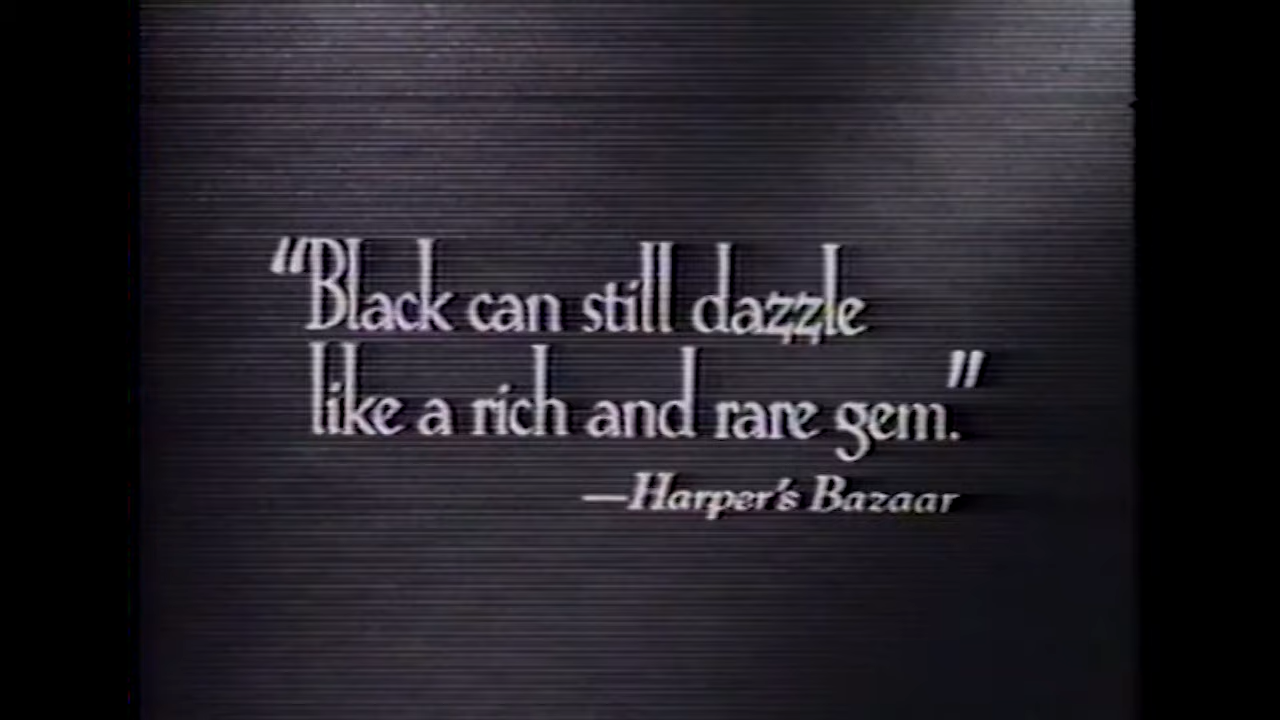 “Black can still dazzle
like a rich and rare gem.”
—Harper's Bazaar